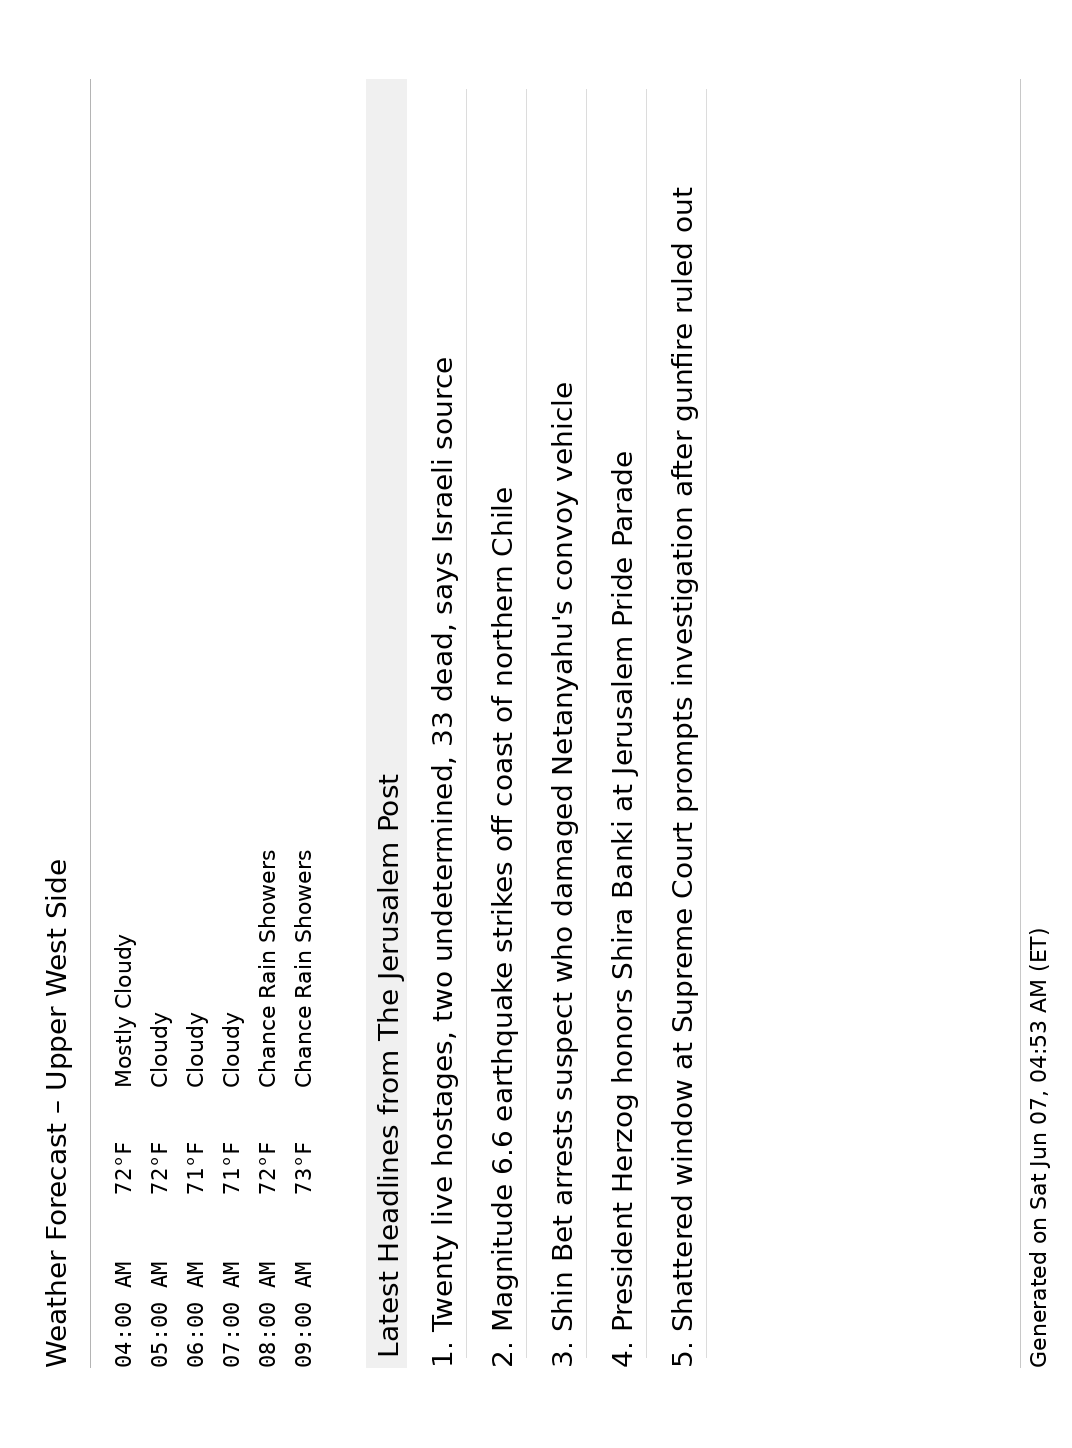 Weather Forecast – Upper West Side
04:00 AM 72°F Mostly Cloudy
05:00 AM 72°F Cloudy
06:00 AM 71°F Cloudy
07:00 AM 71°F Cloudy
08:00 AM 72°F Chance Rain Showers
09:00 AM 73°F Chance Rain Showers
Latest Headlines from The Jerusalem Post
1. Twenty live hostages, two undetermined, 33 dead, says Israeli source
2. Magnitude 6.6 earthquake strikes off coast of northern Chile
3. Shin Bet arrests suspect who damaged Netanyahu's convoy vehicle
4. President Herzog honors Shira Banki at Jerusalem Pride Parade
5. Shattered window at Supreme Court prompts investigation after gunfire ruled out
Generated on Sat Jun 07, 04:53 AM (ET)